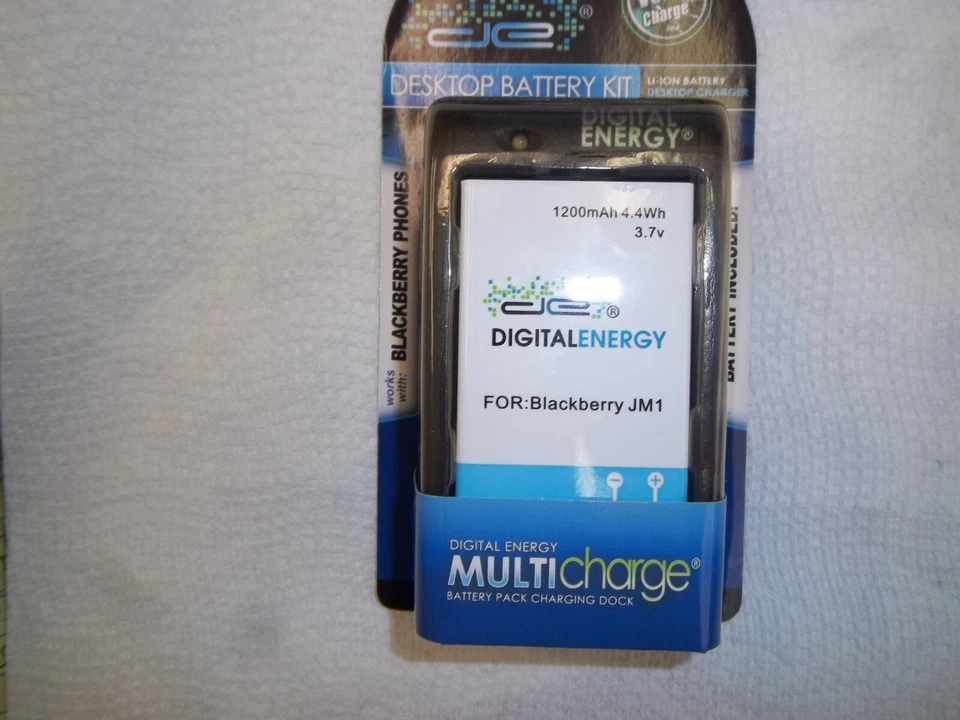 Charge
de®
DESKTOP BATTERY KIT
LI-ION BATTERY
DESKTOP CHARGER
DIGITAL
ENERGY®
works
with: BLACKBERRY PHONES
1200mAh 4.4Wh
3.7v
de®
DIGITALENERGY
FOR:Blackberry JM1
− +
BATTERY INCLUDED!
DIGITAL ENERGY
MULTIcharge®
BATTERY PACK CHARGING DOCK